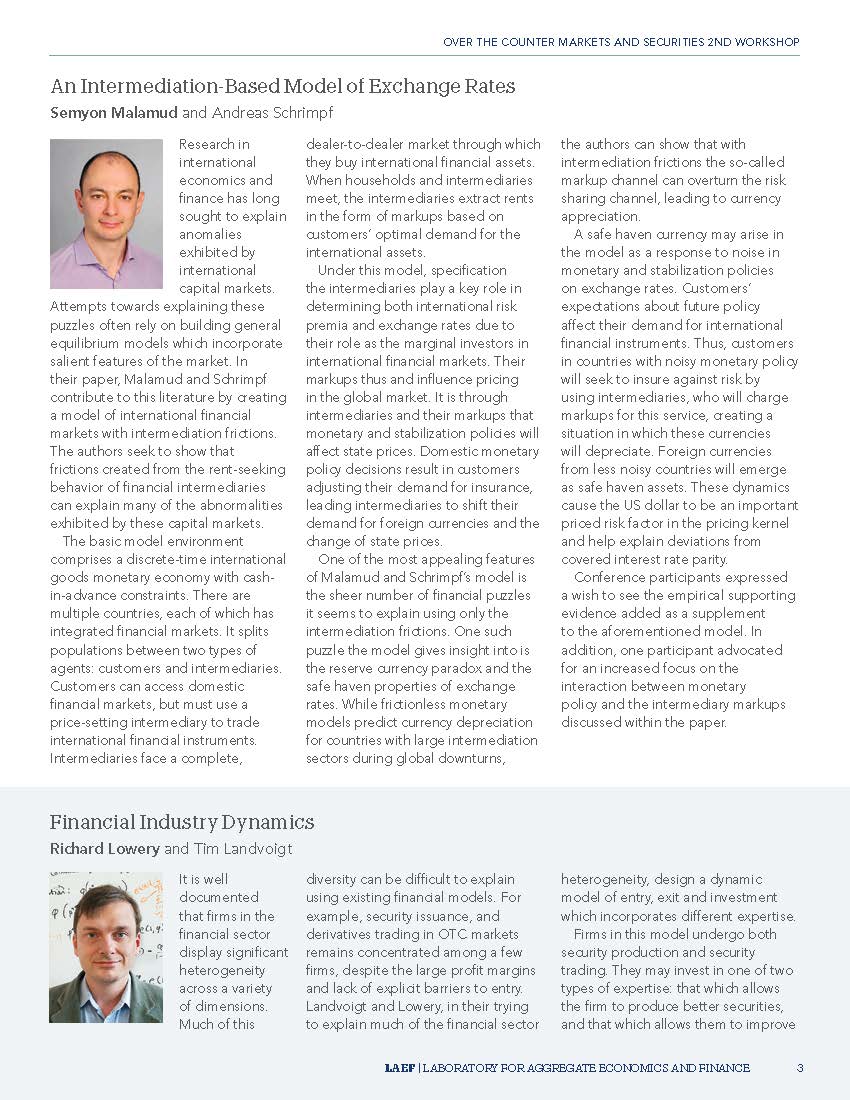 OVER THE COUNTER MARKETS AND SECURITIES 2ND WORKSHOP
An Intermediation-Based Model of Exchange Rates
Semyon Malamud and Andreas Schrimpf
Research in
international
economics and
finance has long
sought to explain
anomalies
exhibited by
international
capital markets.
Attempts towards explaining these
puzzles often rely on building general
equilibrium models which incorporate
salient features of the market. In
their paper, Malamud and Schrimpf
contribute to this literature by creating
a model of international financial
markets with intermediation frictions.
The authors seek to show that
frictions created from the rent-seeking
behavior of financial intermediaries
can explain many of the abnormalities
exhibited by these capital markets.
The basic model environment
comprises a discrete-time international
goods monetary economy with cash-
in-advance constraints. There are
multiple countries, each of which has
integrated financial markets. It splits
populations between two types of
agents: customers and intermediaries.
Customers can access domestic
financial markets, but must use a
price-setting intermediary to trade
international financial instruments.
Intermediaries face a complete,
dealer-to-dealer market through which
they buy international financial assets.
When households and intermediaries
meet, the intermediaries extract rents
in the form of markups based on
customers' optimal demand for the
international assets.
Under this model, specification
the intermediaries play a key role in
determining both international risk
premia and exchange rates due to
their role as the marginal investors in
international financial markets. Their
markups thus and influence pricing
in the global market. It is through
intermediaries and their markups that
monetary and stabilization policies will
affect state prices. Domestic monetary
policy decisions result in customers
adjusting their demand for insurance,
leading intermediaries to shift their
demand for foreign currencies and the
change of state prices.
One of the most appealing features
of Malamud and Schrimpf's model is
the sheer number of financial puzzles
it seems to explain using only the
intermediation frictions. One such
puzzle the model gives insight into is
the reserve currency paradox and the
safe haven properties of exchange
rates. While frictionless monetary
models predict currency depreciation
for countries with large intermediation
sectors during global downturns,
the authors can show that with
intermediation frictions the so-called
markup channel can overturn the risk
sharing channel, leading to currency
appreciation.
A safe haven currency may arise in
the model as a response to noise in
monetary and stabilization policies
on exchange rates. Customers'
expectations about future policy
affect their demand for international
financial instruments. Thus, customers
in countries with noisy monetary policy
will seek to insure against risk by
using intermediaries, who will charge
markups for this service, creating a
situation in which these currencies
will depreciate. Foreign currencies
from less noisy countries will emerge
as safe haven assets. These dynamics
cause the US dollar to be an important
priced risk factor in the pricing kernel
and help explain deviations from
covered interest rate parity.
Conference participants expressed
a wish to see the empirical supporting
evidence added as a supplement
to the aforementioned model. In
addition, one participant advocated
for an increased focus on the
interaction between monetary
policy and the intermediary markups
discussed within the paper.
Financial Industry Dynamics
Richard Lowery and Tim Landvoigt
It is well
documented
that firms in the
financial sector
display significant
heterogeneity
across a variety
of dimensions.
Much of this
diversity can be difficult to explain
using existing financial models. For
example, security issuance, and
derivatives trading in OTC markets
remains concentrated among a few
firms, despite the large profit margins
and lack of explicit barriers to entry.
Landvoigt and Lowery, in their trying
to explain much of the financial sector
heterogeneity, design a dynamic
model of entry, exit and investment
which incorporates different expertise.
Firms in this model undergo both
security production and security
trading. They may invest in one of two
types of expertise: that which allows
the firm to produce better securities,
and that which allows them to improve
LAEF | LABORATORY FOR AGGREGATE ECONOMICS AND FINANCE 3